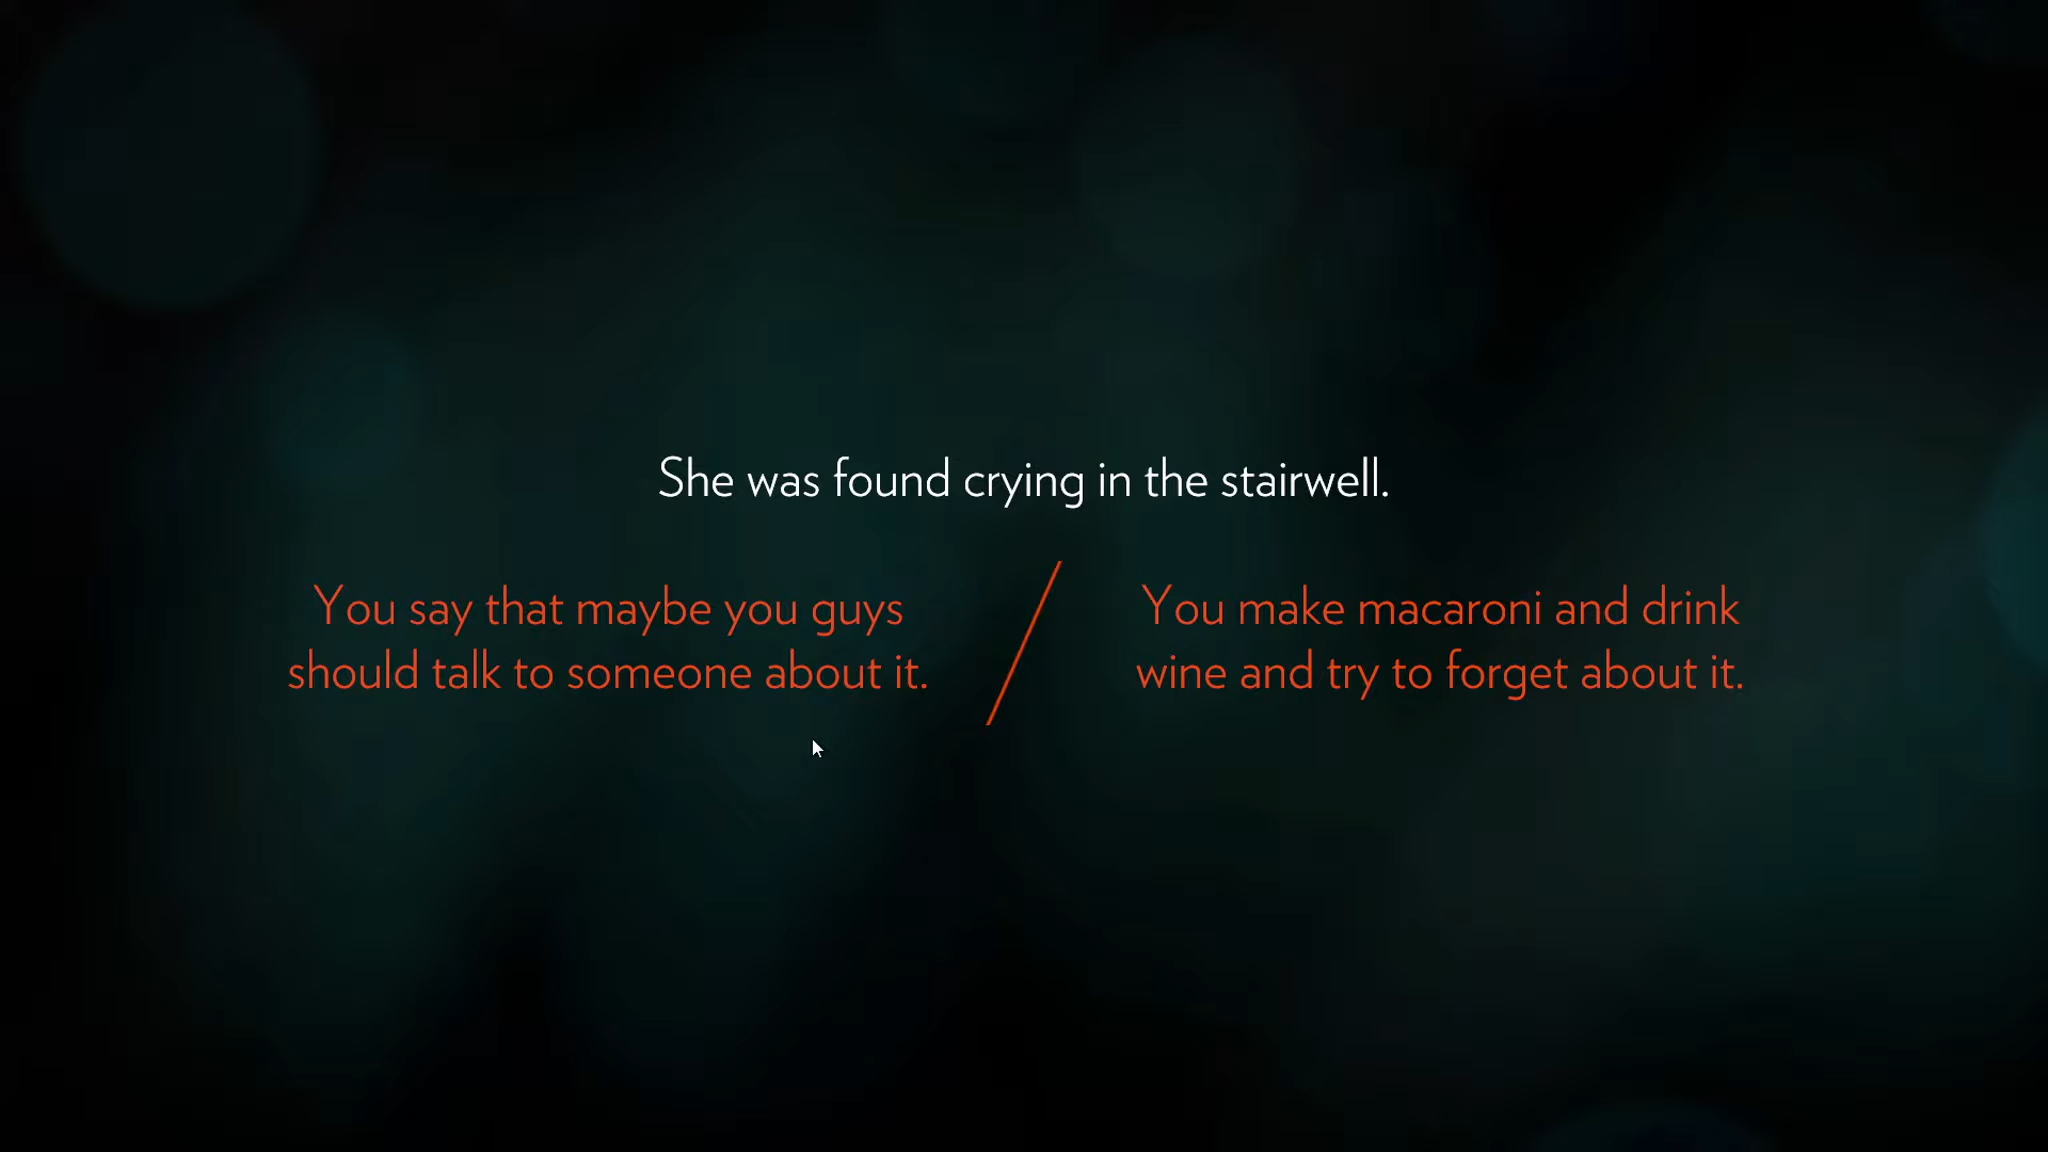 She was found crying in the stairwell.
You say that maybe you guys
should talk to someone about it.
You make macaroni and drink
wine and try to forget about it.